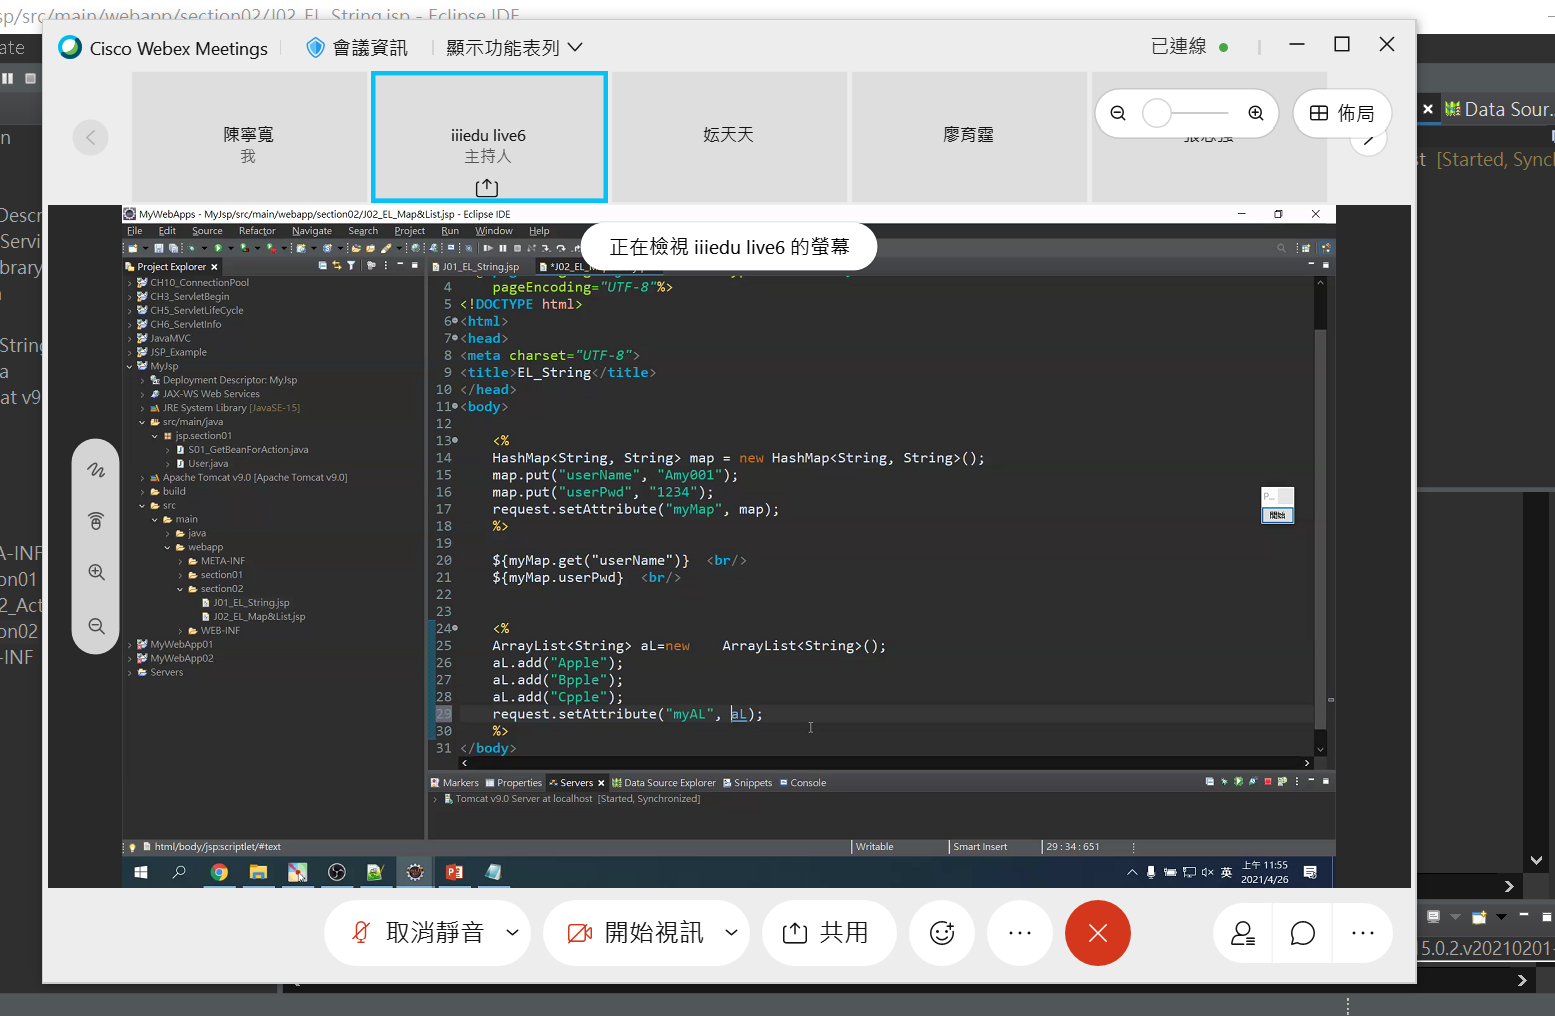 sp/src/main/webapp/section02/J02_EL_String.jsp - Eclipse IDE
Cisco Webex Meetings
會議資訊
顯示功能表列
已連線
陳寧寬
我
iiiedu live6
主持人
妘天天
廖育霆
佈局
Data Sour...
[Started, Synch
MyWebApps - MyJsp/src/main/webapp/section02/J02_EL_Map&List.jsp - Eclipse IDE
File Edit Source Refactor Navigate Search Project Run Window Help
正在檢視 iiiedu live6 的螢幕
Project Explorer
CH10_ConnectionPool
CH3_ServletBegin
CH5_ServletLifeCycle
CH6_ServletInfo
JavaMVC
JSP_Example
MyJsp
Deployment Descriptor: MyJsp
JAX-WS Web Services
JRE System Library [JavaSE-15]
src/main/java
jsp.section01
S01_GetBeanForAction.java
User.java
Apache Tomcat v9.0 [Apache Tomcat v9.0]
build
src
main
java
webapp
META-INF
section01
section02
J01_EL_String.jsp
J02_EL_Map&List.jsp
WEB-INF
MyWebApp01
MyWebApp02
Servers
J01_EL_String.jsp
4 pageEncoding="UTF-8"%>
5 <!DOCTYPE html>
6 <html>
7 <head>
8 <meta charset="UTF-8">
9 <title>EL_String</title>
10 </head>
11 <body>
12
13 <%
14 HashMap<String, String> map = new HashMap<String, String>();
15 map.put("userName", "Amy001");
16 map.put("userPwd", "1234");
17 request.setAttribute("myMap", map);
18 %>
19
20 ${myMap.get("userName")} <br/>
21 ${myMap.userPwd} <br/>
22
23
24 <%
25 ArrayList<String> aL=new ArrayList<String>();
26 aL.add("Apple");
27 aL.add("Bpple");
28 aL.add("Cpple");
29 request.setAttribute("myAL", aL);
30 %>
31 </body>
P...
開始
Markers Properties Servers Data Source Explorer Snippets Console
Tomcat v9.0 Server at localhost [Started, Synchronized]
html/body/jsp:scriptlet/#text
Writable
Smart Insert
29 : 34 : 651
英
上午 11:55
2021/4/26
取消靜音
開始視訊
共用
15.0.2.v20210201-